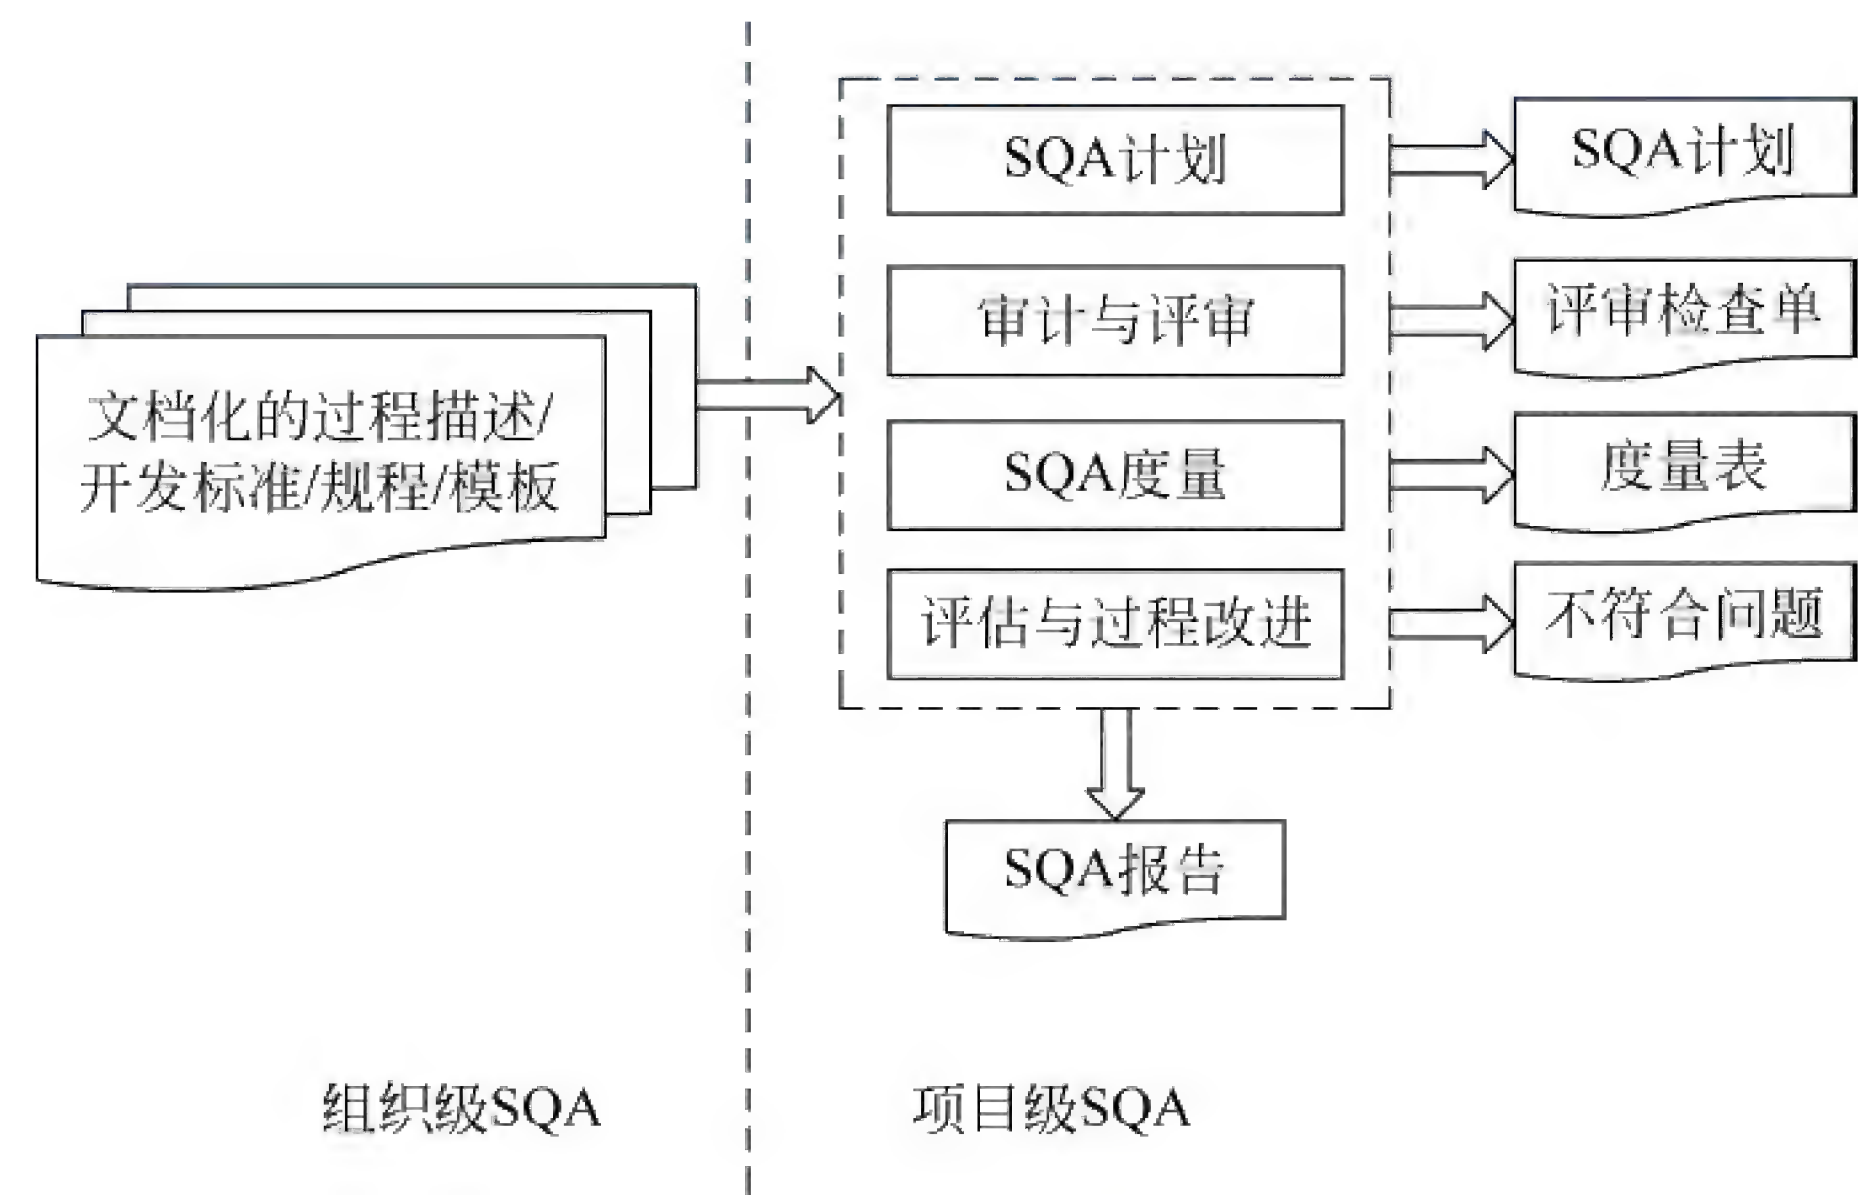 文档化的过程描述/
开发标准/规程/模板
SQA计划
审计与评审
SQA度量
评估与过程改进
SQA计划
评审检查单
度量表
不符合问题
SQA报告
组织级SQA
项目级SQA